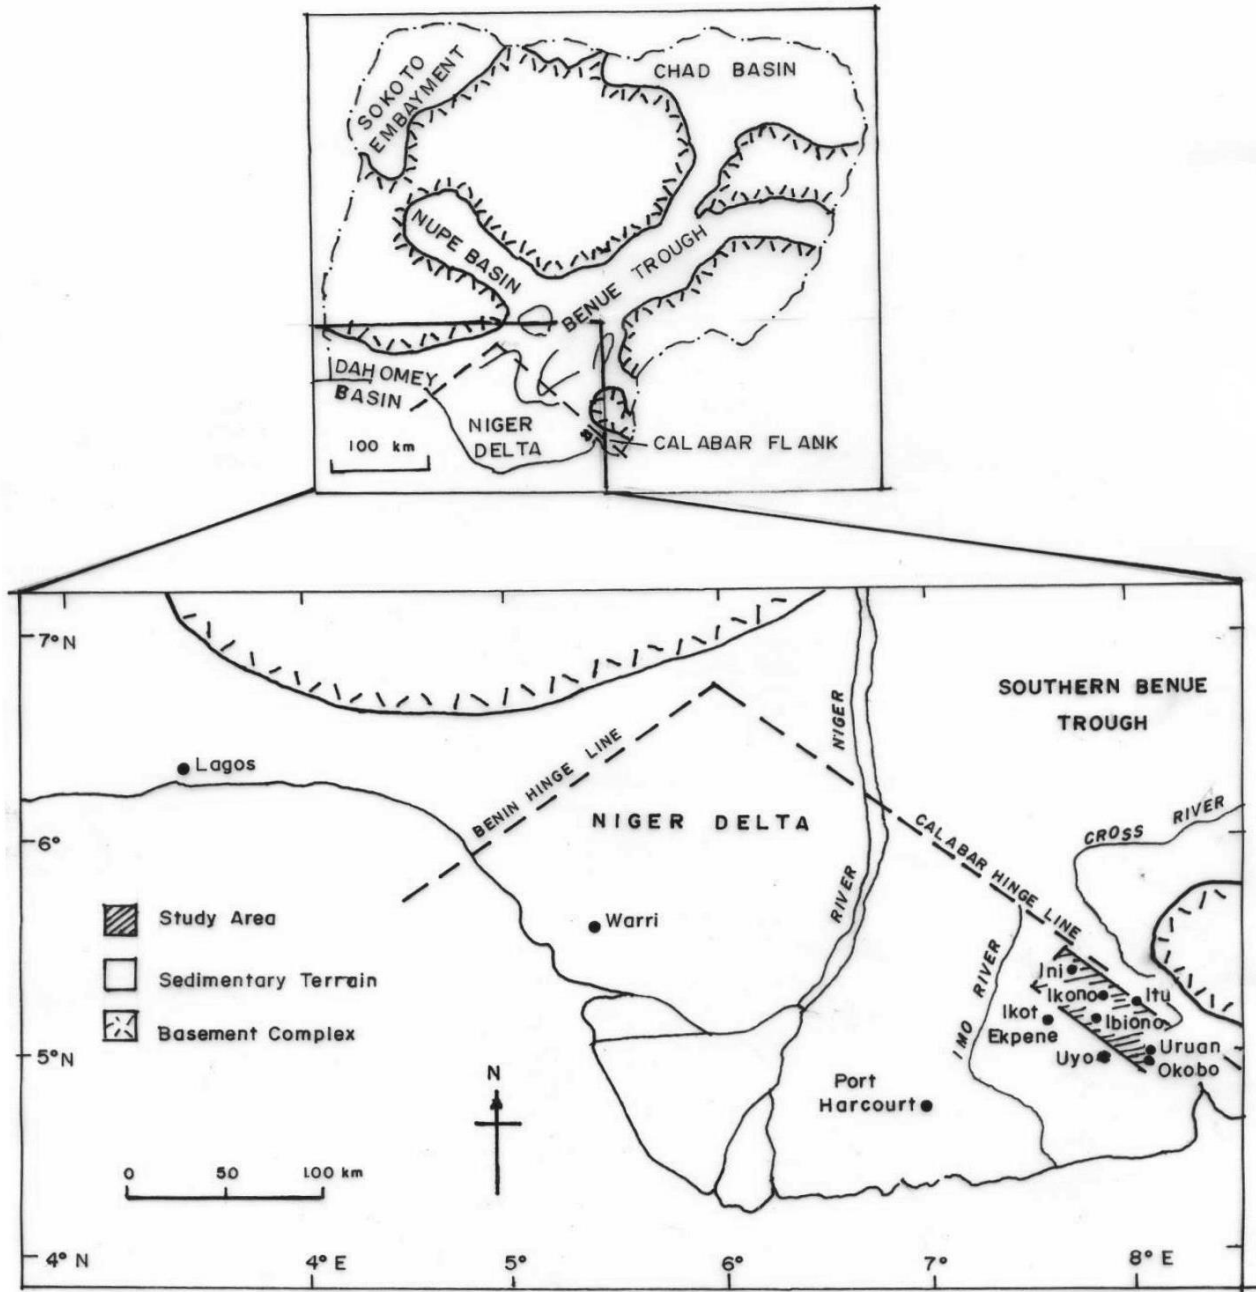 SOKOTO
EMBAYMENT
CHAD BASIN
NUPE BASIN
BENUE TROUGH
DAHOMEY
BASIN
NIGER
DELTA
CALABAR FLANK
100 km
7° N
SOUTHERN BENUE
TROUGH
NIGER
RIVER
Lagos
BENIN HINGE LINE
NIGER DELTA
CALABAR HINGE LINE
CROSS RIVER
6°
Study Area
Warri
Sedimentary Terrain
IMO RIVER
Ini
Ikono
Itu
Ikot
Ekpene
Ibiono
Basement Complex
5° N
Uyo
Uruan
Okobo
N
Port
Harcourt
0 50 100 km
4° N
4° E
5°
6°
7°
8° E